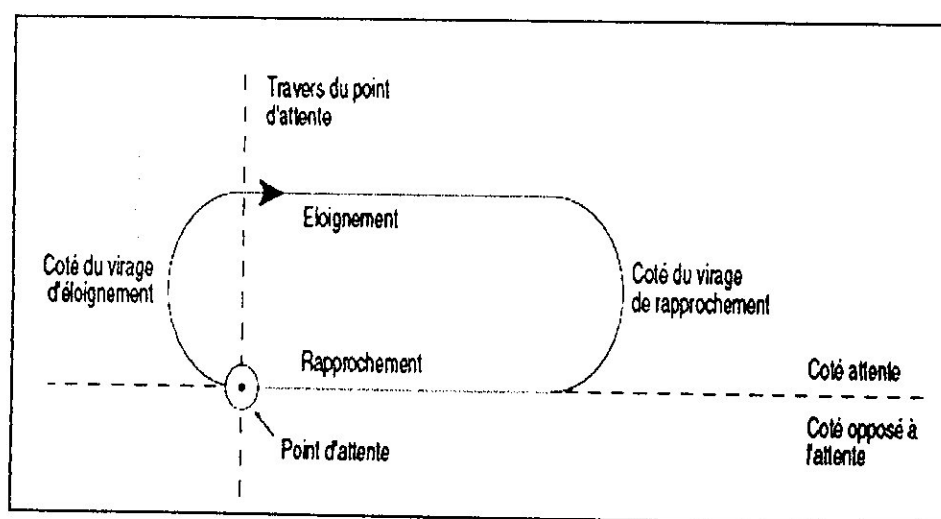 Travers du point
d'attente
Eloignement
Coté du virage
d'éloignement
Coté du virage
de rapprochement
Rapprochement
Coté attente
Point d'attente
Coté opposé à
l'attente